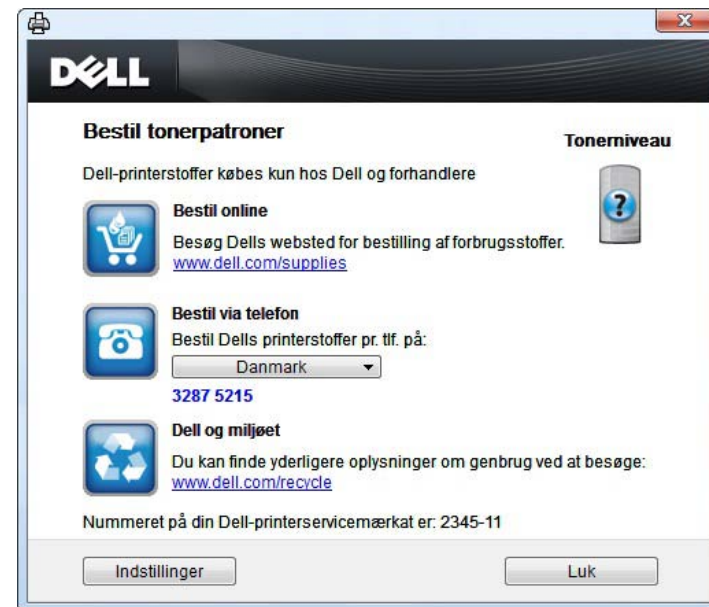 DELL
Bestil tonerpatroner
Tonerniveau
Dell-printerstoffer købes kun hos Dell og forhandlere
?
Bestil online
Besøg Dells websted for bestilling af forbrugsstoffer.
www.dell.com/supplies
Bestil via telefon
Bestil Dells printerstoffer pr. tlf. på:
Danmark
3287 5215
Dell og miljøet
Du kan finde yderligere oplysninger om genbrug ved at besøge:
www.dell.com/recycle
Nummeret på din Dell-printerservicemærkat er: 2345-11
Indstillinger
Luk